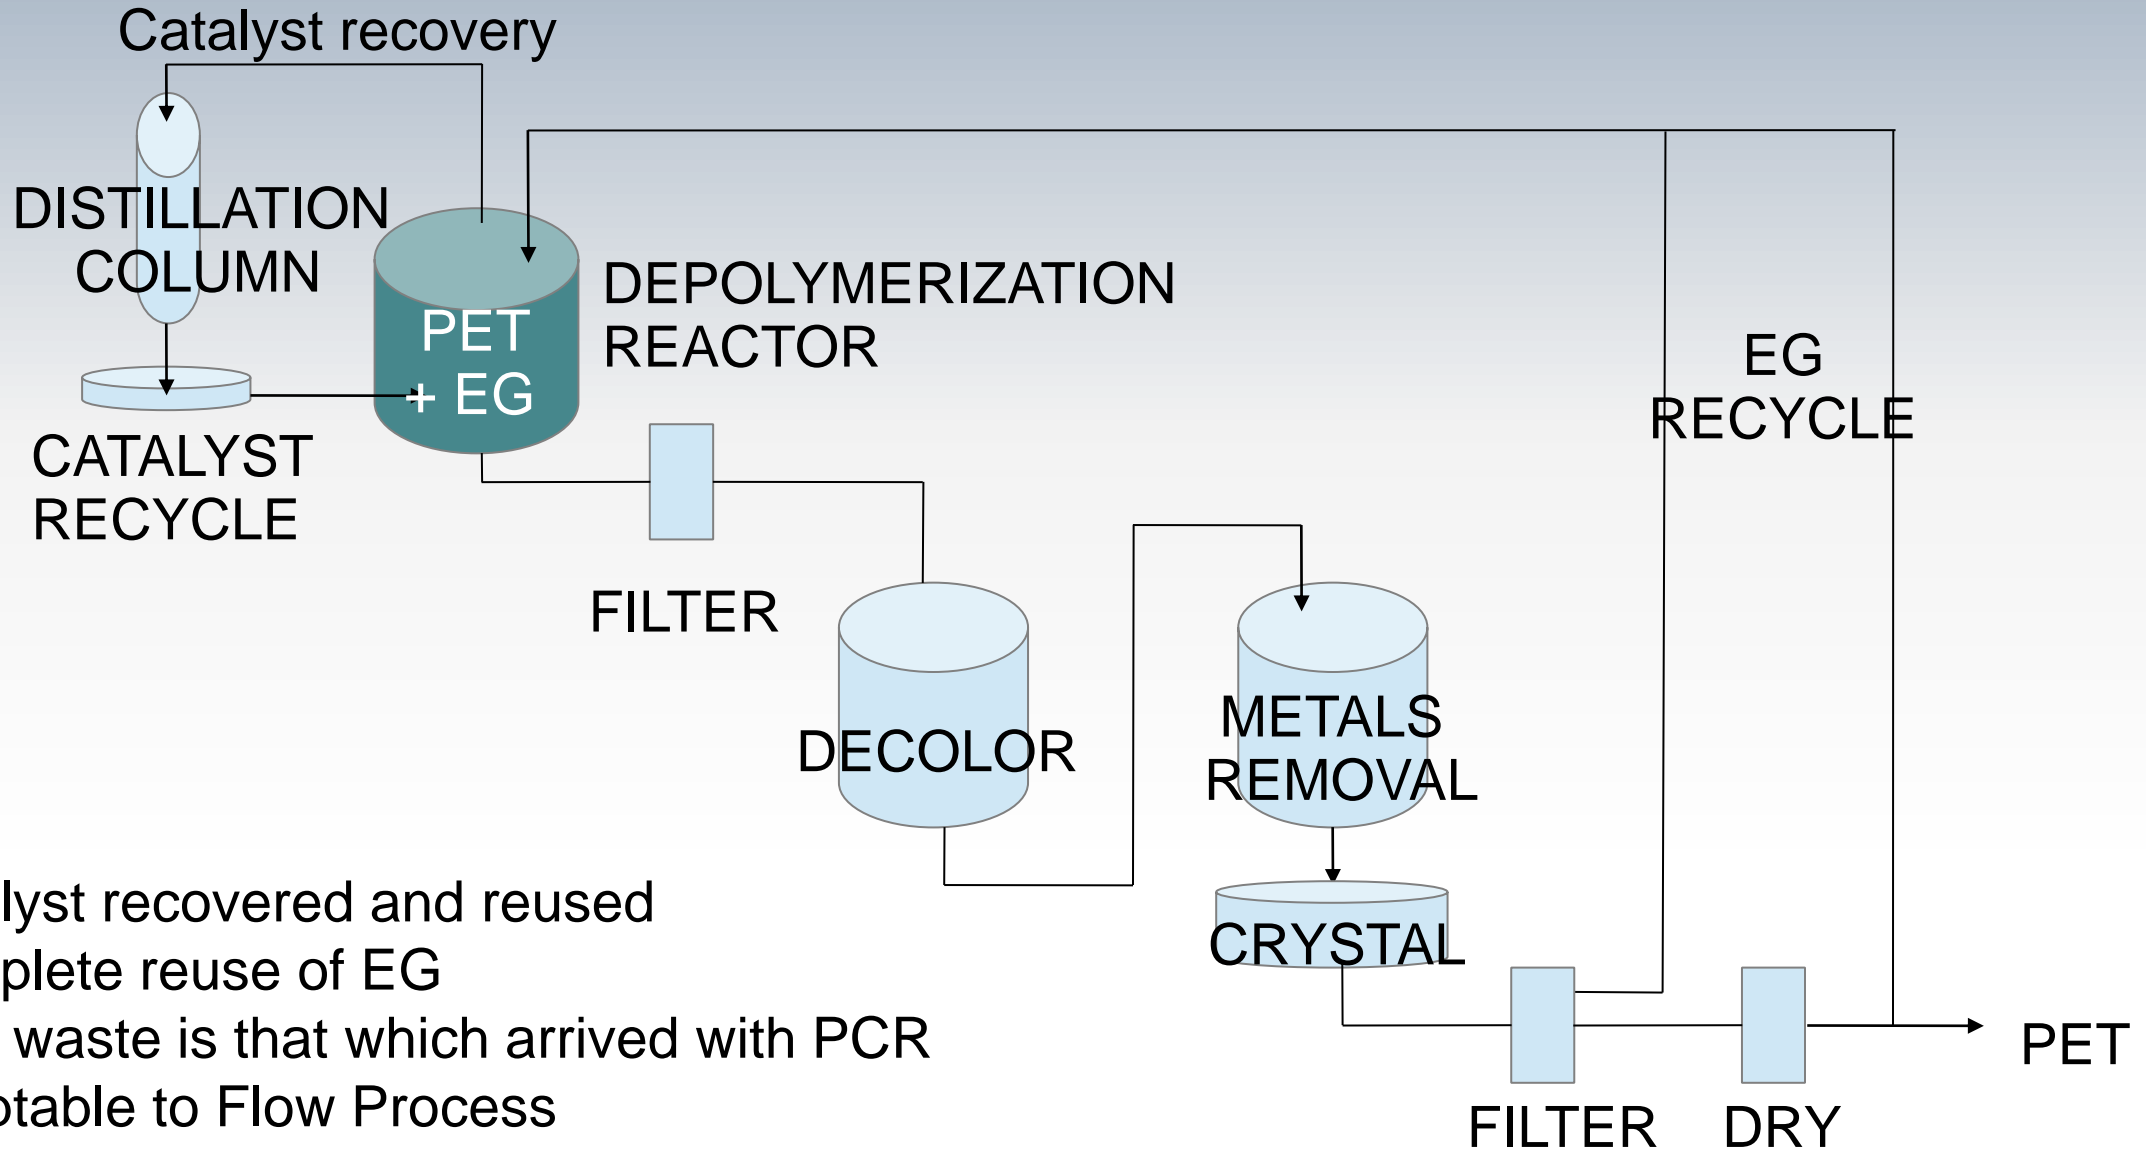 Catalyst recovery
DISTILLATION
COLUMN
PET
+ EG
DEPOLYMERIZATION
REACTOR
EG
RECYCLE
CATALYST
RECYCLE
FILTER
DECOLOR
METALS
REMOVAL
CRYSTAL
FILTER
DRY
PET
lyst recovered and reused
plete reuse of EG
waste is that which arrived with PCR
otable to Flow Process